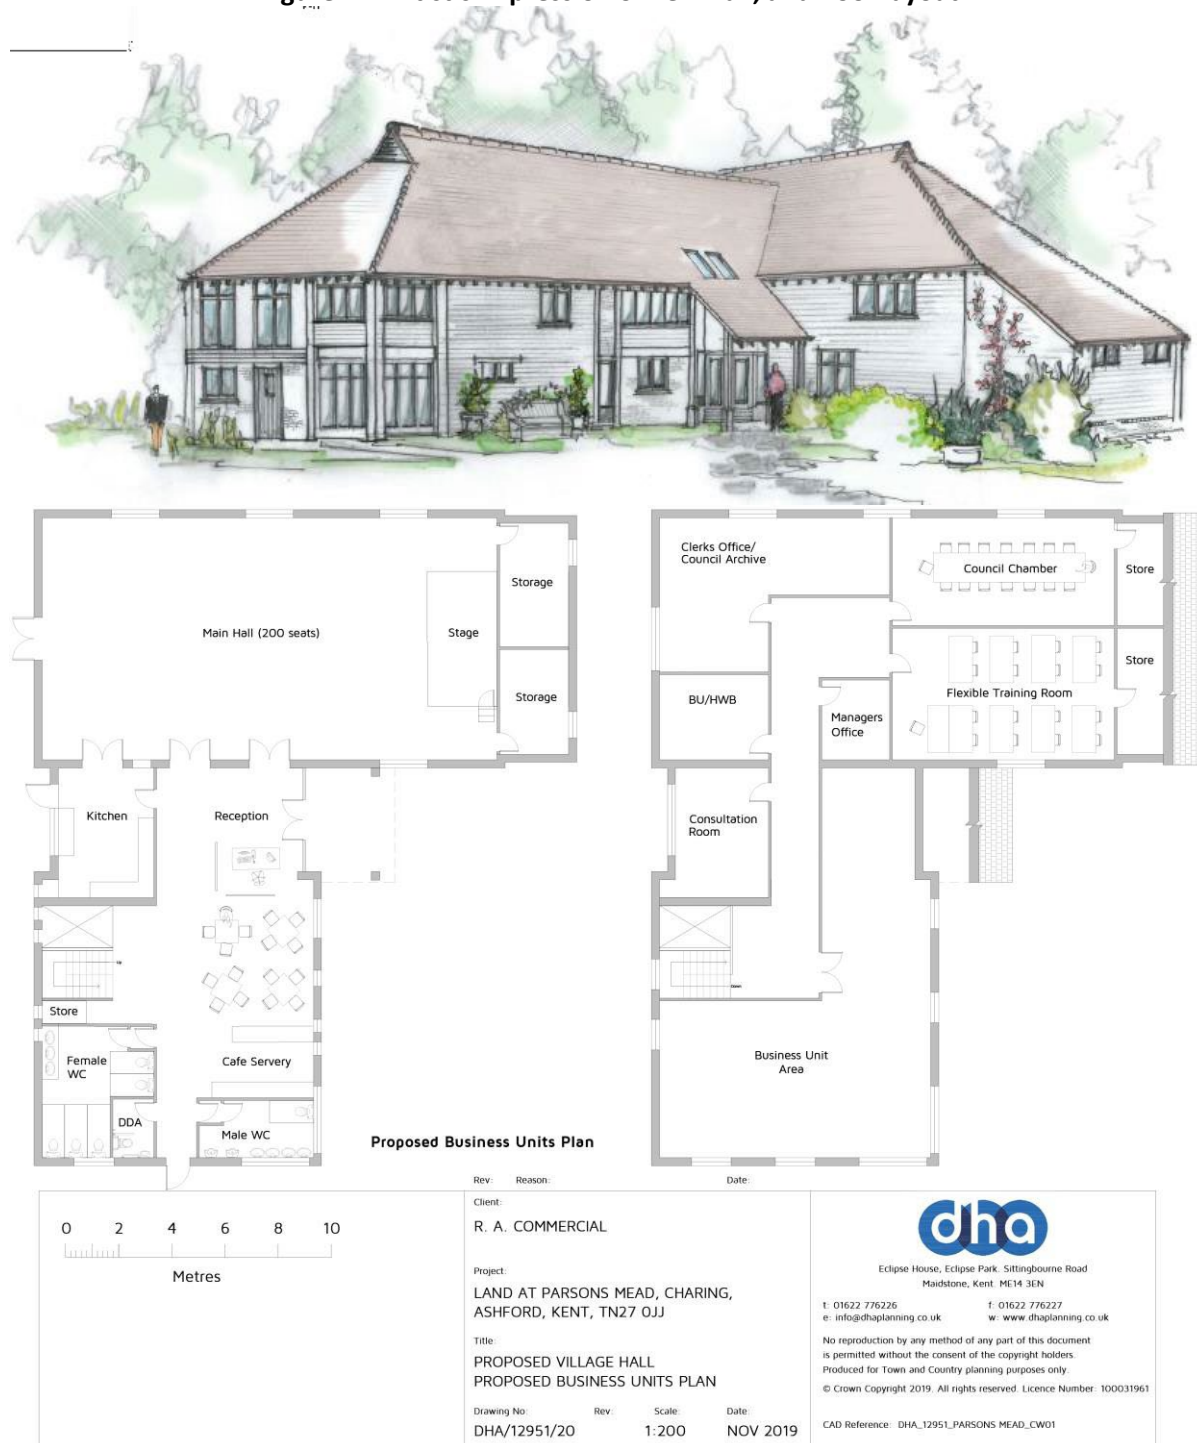 Storage
Main Hall (200 seats)
Stage
Storage
Kitchen
Reception
Store
Female
WC
Cafe Servery
DDA
Male WC
Clerks Office/
Council Archive
Council Chamber
Store
Store
BU/HWB
Flexible Training Room
Managers
Office
Consultation
Room
Business Unit
Area
Proposed Business Units Plan
Rev: Reason: Date:
0 2 4 6 8 10
Metres
Client:
R. A. COMMERCIAL
Project:
LAND AT PARSONS MEAD, CHARING,
ASHFORD, KENT, TN27 0JJ
Title:
PROPOSED VILLAGE HALL
PROPOSED BUSINESS UNITS PLAN
Drawing No: Rev: Scale: Date:
DHA/12951/20 1:200 NOV 2019
dha
Eclipse House, Eclipse Park. Sittingbourne Road
Maidstone, Kent. ME14 3EN
t: 01622 776226 f: 01622 776227
e: info@dhaplanning.co.uk w: www.dhaplanning.co.uk
No reproduction by any method of any part of this document
is permitted without the consent of the copyright holders.
Produced for Town and Country planning purposes only.
© Crown Copyright 2019. All rights reserved. Licence Number: 100031961
CAD Reference: DHA_12951_PARSONS MEAD_CW01